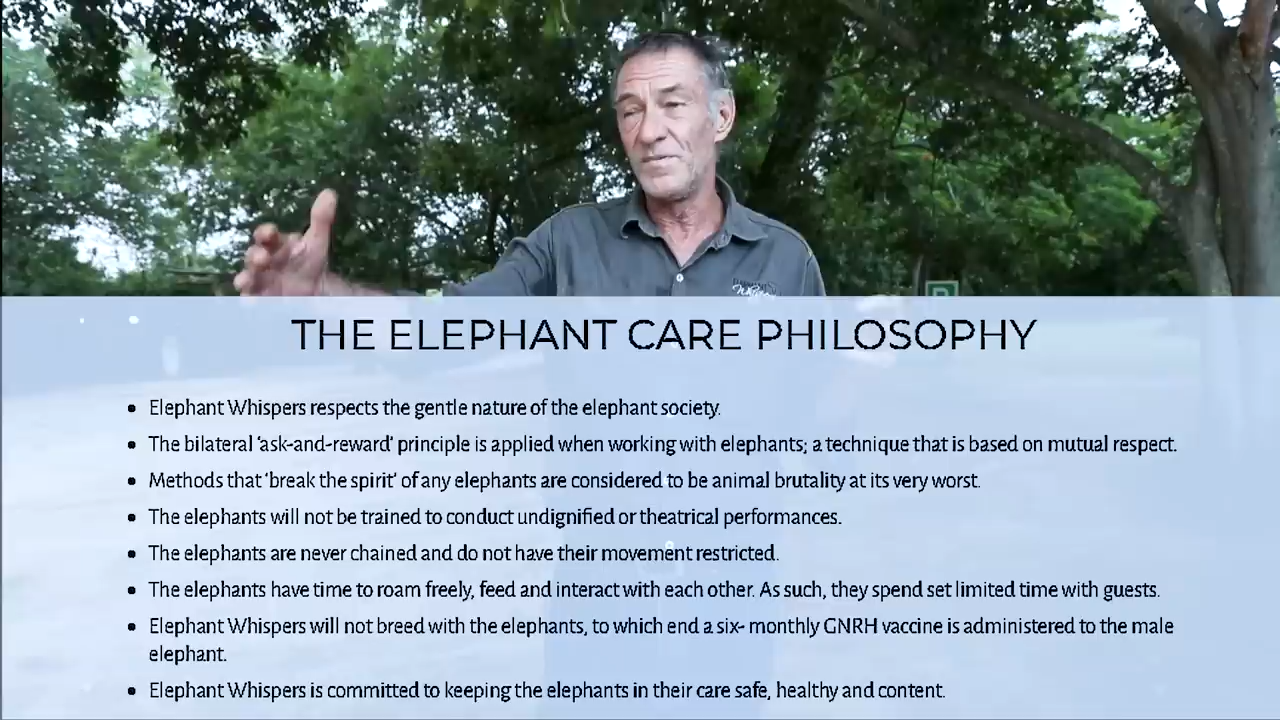 THE ELEPHANT CARE PHILOSOPHY
• Elephant Whispers respects the gentle nature of the elephant society.
• The bilateral ‘ask-and-reward’ principle is applied when working with elephants; a technique that is based on mutual respect.
• Methods that ‘break the spirit’ of any elephants are considered to be animal brutality at its very worst.
• The elephants will not be trained to conduct undignified or theatrical performances.
• The elephants are never chained and do not have their movement restricted.
• The elephants have time to roam freely, feed and interact with each other. As such, they spend set limited time with guests.
• Elephant Whispers will not breed with the elephants, to which end a six- monthly GNRH vaccine is administered to the male
elephant.
• Elephant Whispers is committed to keeping the elephants in their care safe, healthy and content.